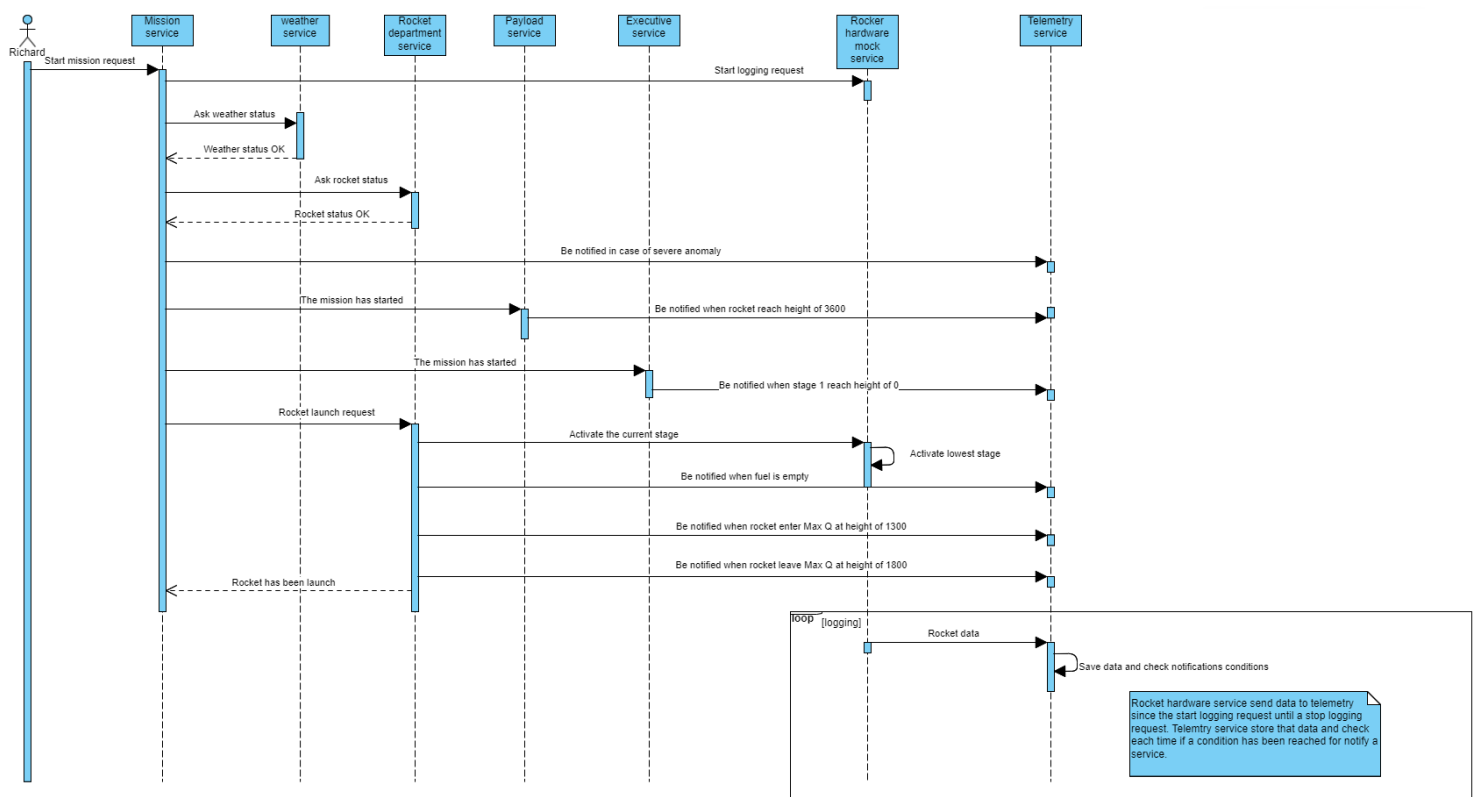 Mission
service
weather
service
Rocket
department
service
Payload
service
Executive
service
Rocker
hardware
mock
service
Telemetry
service
Richard
Start mission request
Start logging request
Ask weather status
Weather status OK
Ask rocket status
Rocket status OK
Be notified in case of severe anomaly
The mission has started
Be notified when rocket reach height of 3600
The mission has started
Be notified when stage 1 reach height of 0
Rocket launch request
Activate the current stage
Activate lowest stage
Be notified when fuel is empty
Be notified when rocket enter Max Q at height of 1300
Be notified when rocket leave Max Q at height of 1800
Rocket has been launch
loop [logging]
Rocket data
Save data and check notifications conditions
Rocket hardware service send data to telemetry
since the start logging request until a stop logging
request. Telemtry service store that data and check
each time if a condition has been reached for notify a
service.